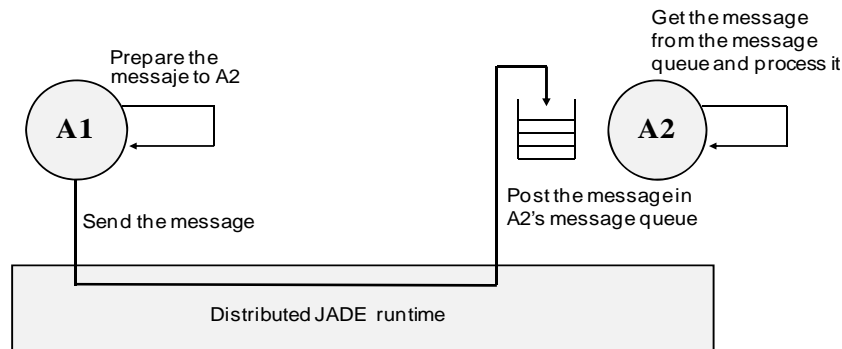 Get the message
from the message
queue and process it
Prepare the
messaje to A2
A1
A2
Post the message in
A2's message queue
Send the message
Distributed JADE runtime